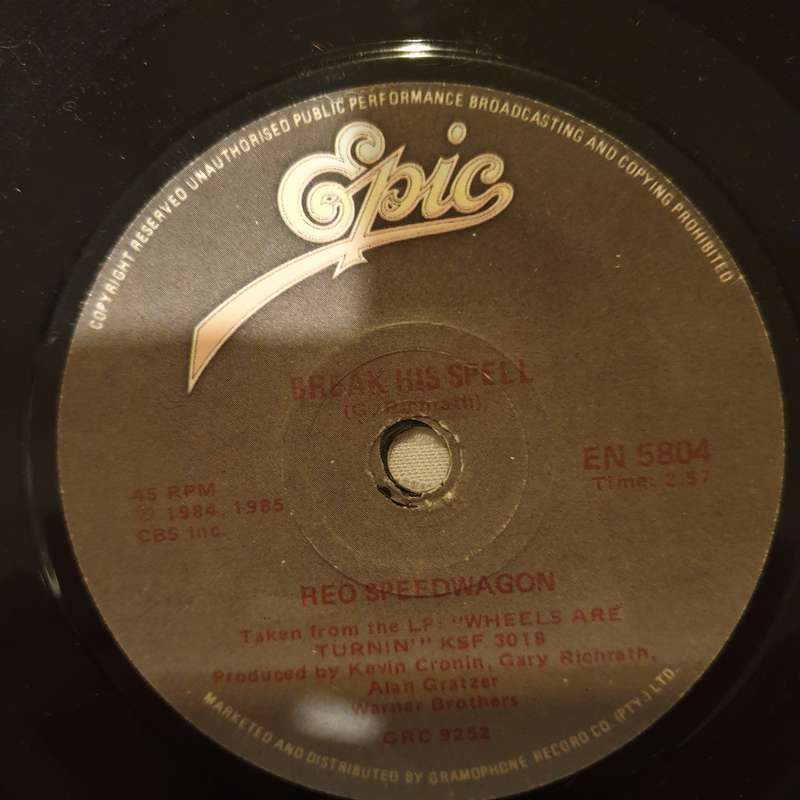 COPYRIGHT RESERVED UNAUTHORISED PUBLIC PERFORMANCE BROADCASTING AND COPYING PROHIBITED
Epic
BREAK HIS SPELL
(G. Richrath)
EN 5804
Time: 2.57
45 RPM
℗ 1984, 1985
CBS Inc.
REO SPEEDWAGON
Taken from the LP: "WHEELS ARE
TURNIN'" KSF 3018
Produced by Kevin Cronin, Gary Richrath,
Alan Gratzer
Warner Brothers
GRC 9252
MARKETED AND DISTRIBUTED BY GRAMOPHONE RECORD CO. (PTY.) LTD.